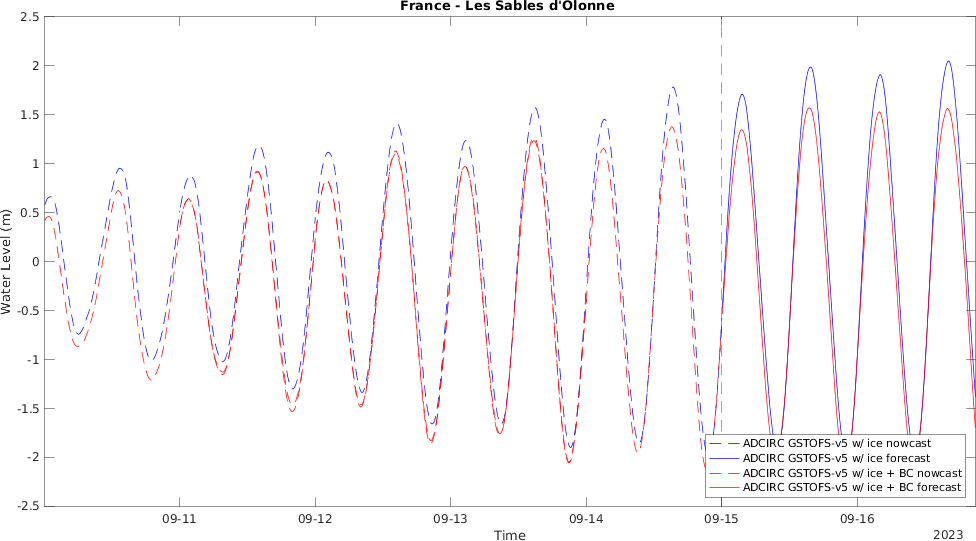 France - Les Sables d'Olonne
2.5
2
1.5
1
0.5
0
-0.5
-1
-1.5
-2
-2.5
Water Level (m)
ADCIRC GSTOFS-v5 w/ ice nowcast
ADCIRC GSTOFS-v5 w/ ice forecast
ADCIRC GSTOFS-v5 w/ ice + BC nowcast
ADCIRC GSTOFS-v5 w/ ice + BC forecast
09-11 09-12 09-13 09-14 09-15 09-16
Time
2023